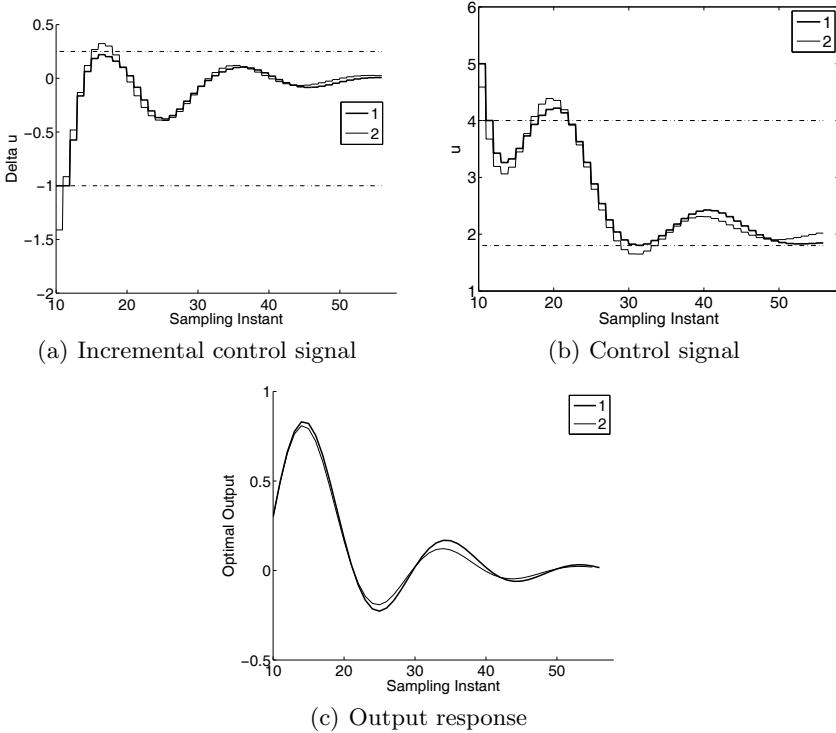 0.5
0
−0.5
−1
−1.5
−2
Delta u
1
2
10 20 30 40 50
Sampling Instant
(a) Incremental control signal
6
5
4
3
2
1
u
1
2
10 20 30 40 50
Sampling Instant
(b) Control signal
1
0.5
0
−0.5
Optimal Output
1
2
10 20 30 40 50
Sampling Instant
(c) Output response